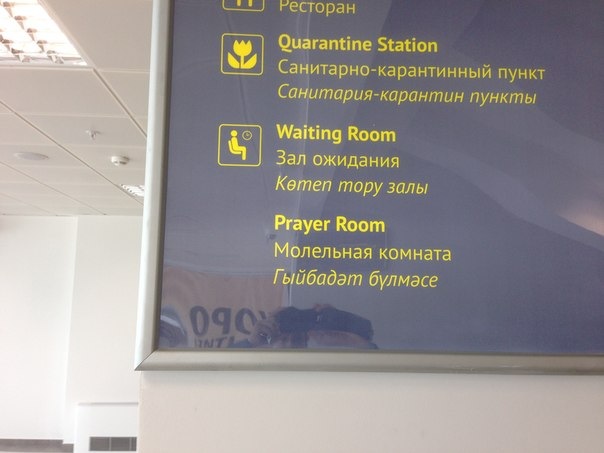 Ресторан
Quarantine Station
Санитарно-карантинный пункт
Санитария-карантин пункты
Waiting Room
Зал ожидания
Көтеп тору залы
Prayer Room
Молельная комната
Гыйбадәт бүлмәсе